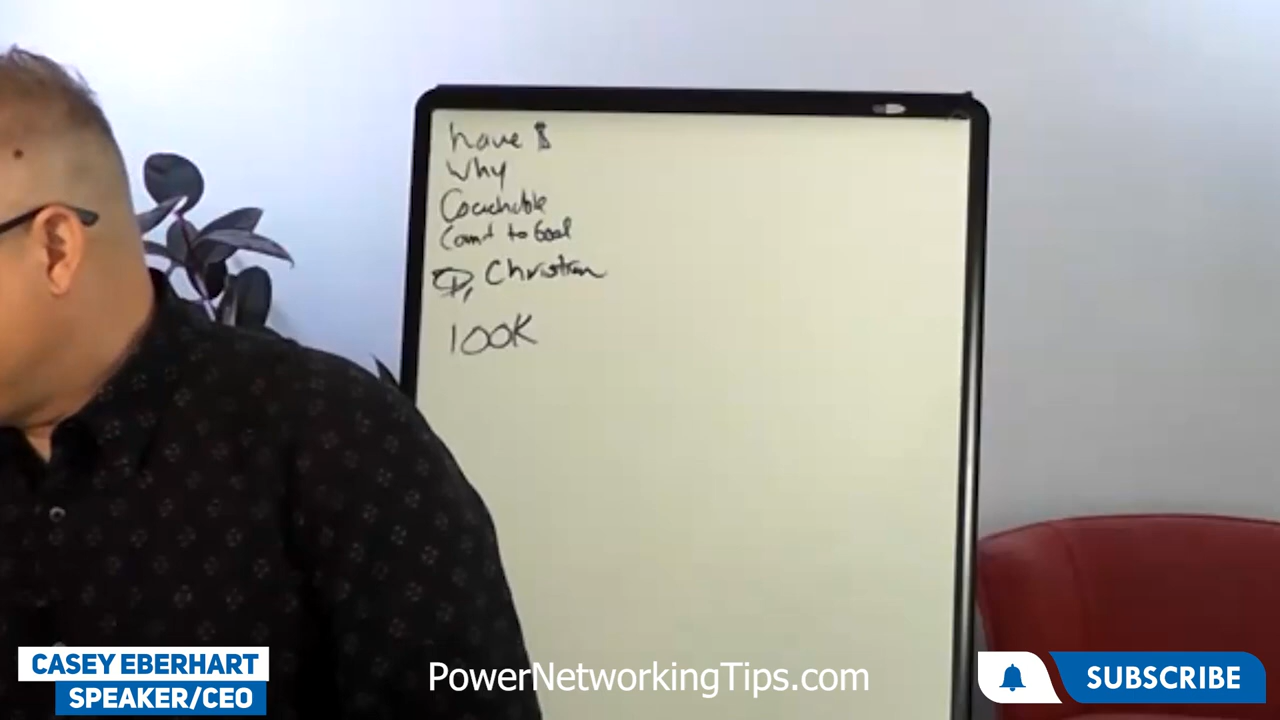 have $
Why
Coachable
Comt to Goal
Christian
100K
CASEY EBERHART
SPEAKER/CEO
PowerNetworkingTips.com
SUBSCRIBE